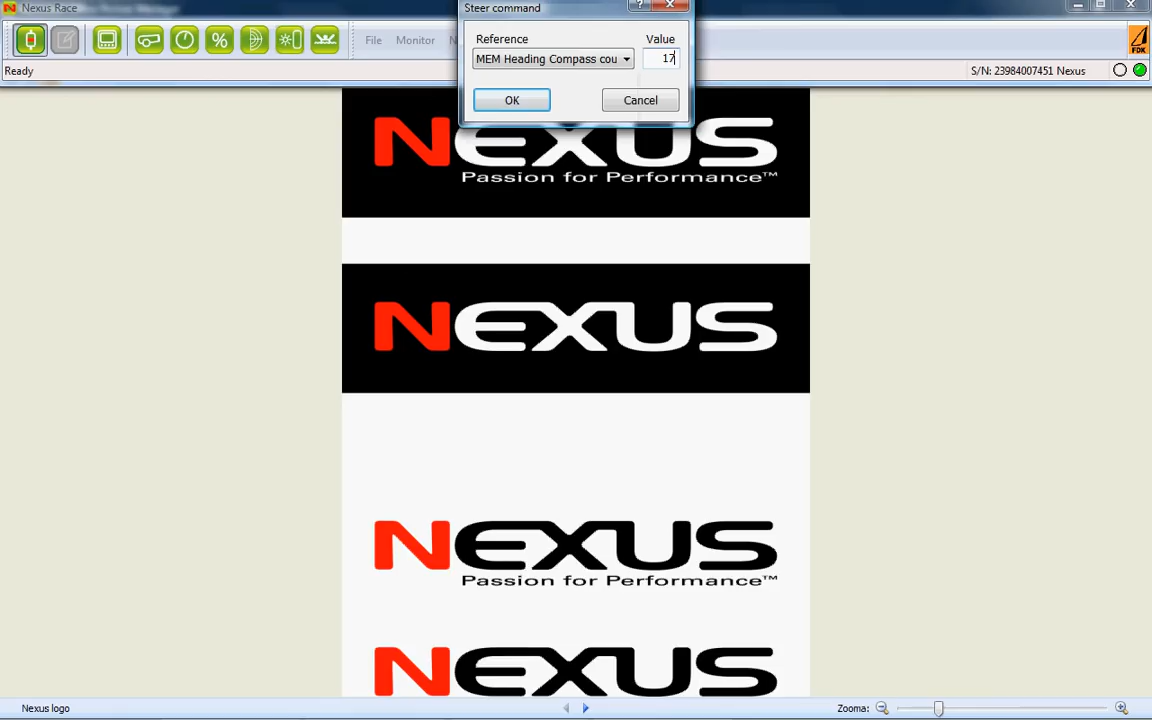 Nexus Race
Steer command
Reference
Value
MEM Heading Compass cou
17
OK
Cancel
%
File
Monitor
N
FDX
Ready
S/N: 23984007451 Nexus
NEXUS
Passion for Performance™
NEXUS
NEXUS
Passion for Performance™
NEXUS
Nexus logo
Zooma: